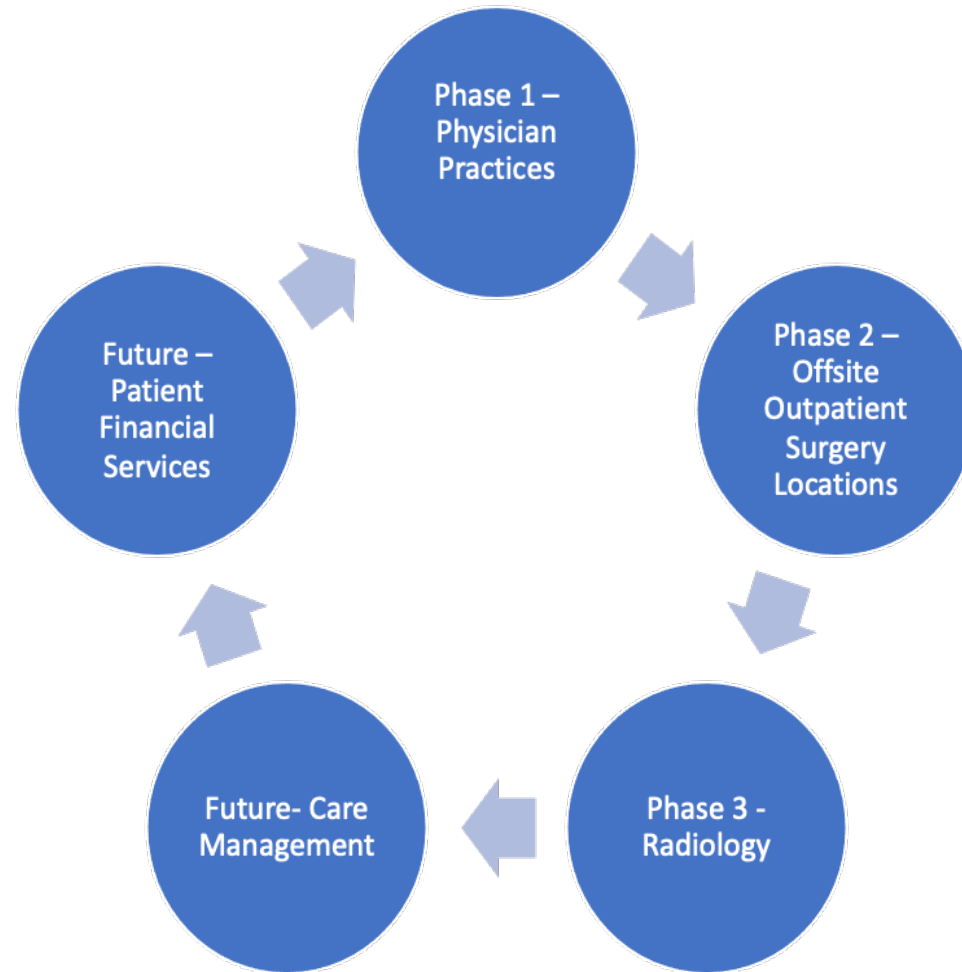 Phase 1 –
Physician
Practices
Phase 2 –
Offsite
Outpatient
Surgery
Locations
Phase 3 -
Radiology
Future- Care
Management
Future –
Patient
Financial
Services